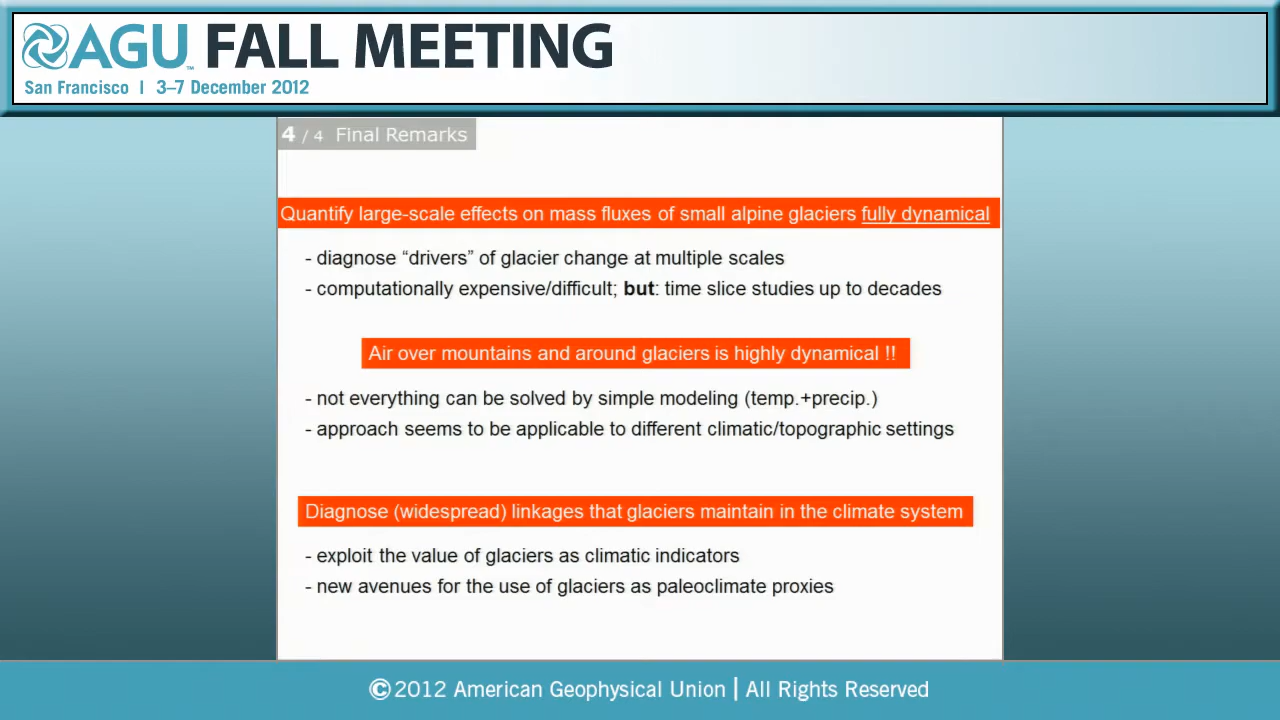 AGU™ FALL MEETING
San Francisco | 3–7 December 2012
4 / 4 Final Remarks
Quantify large-scale effects on mass fluxes of small alpine glaciers fully dynamical
- diagnose “drivers” of glacier change at multiple scales
- computationally expensive/difficult; but: time slice studies up to decades
Air over mountains and around glaciers is highly dynamical !!
- not everything can be solved by simple modeling (temp.+precip.)
- approach seems to be applicable to different climatic/topographic settings
Diagnose (widespread) linkages that glaciers maintain in the climate system
- exploit the value of glaciers as climatic indicators
- new avenues for the use of glaciers as paleoclimate proxies
©2012 American Geophysical Union | All Rights Reserved